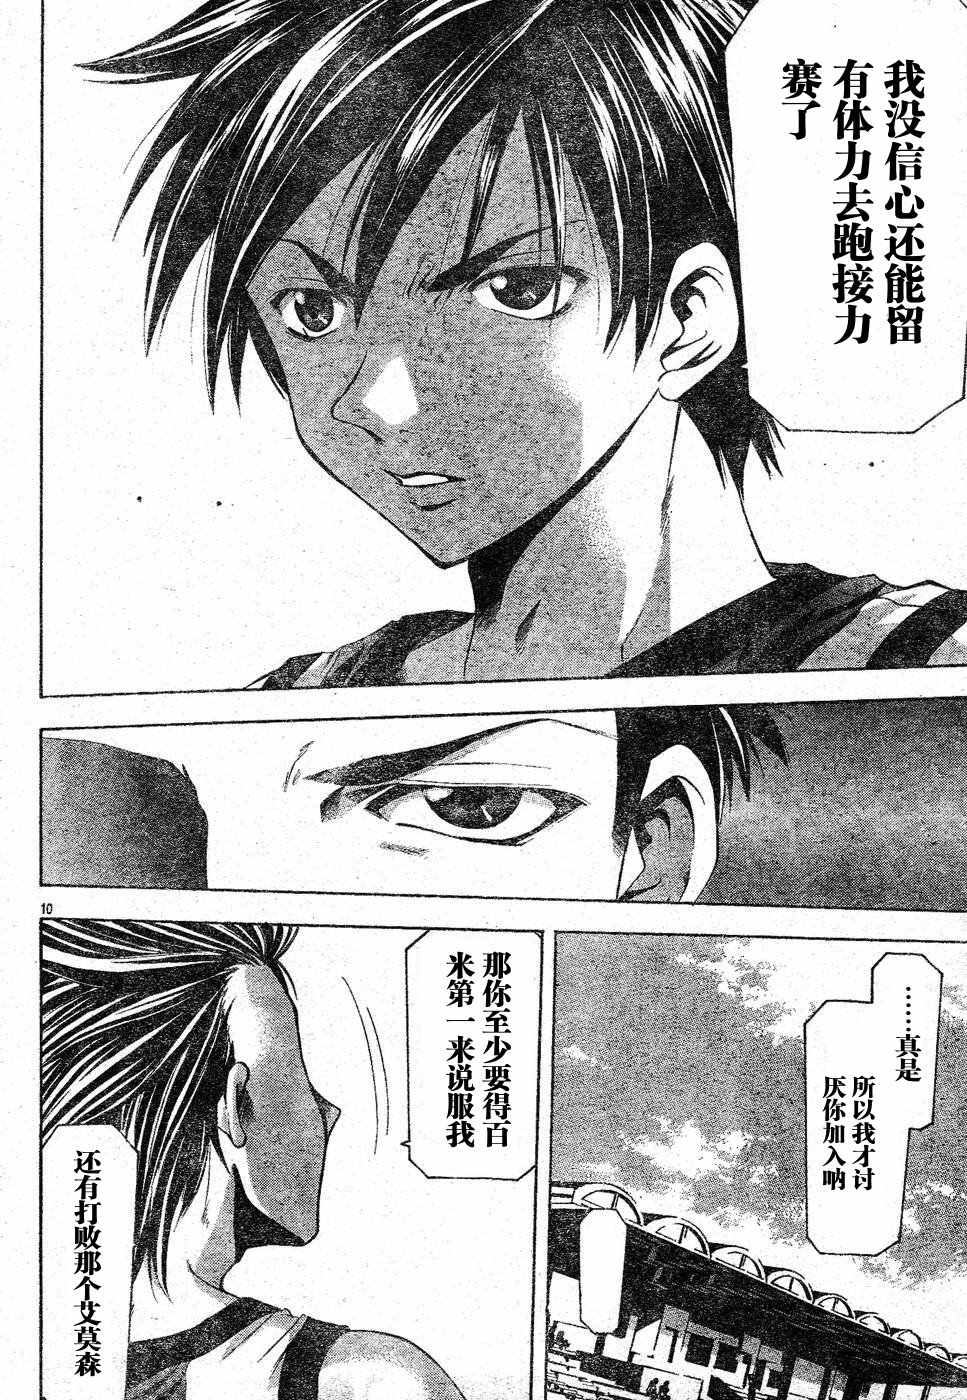 我没信心还能留
有体力去跑接力
赛了
10
……真是
所以我才讨
厌你加入呐
那你至少要得百
米第一来说服我
还有打败那个艾莫森